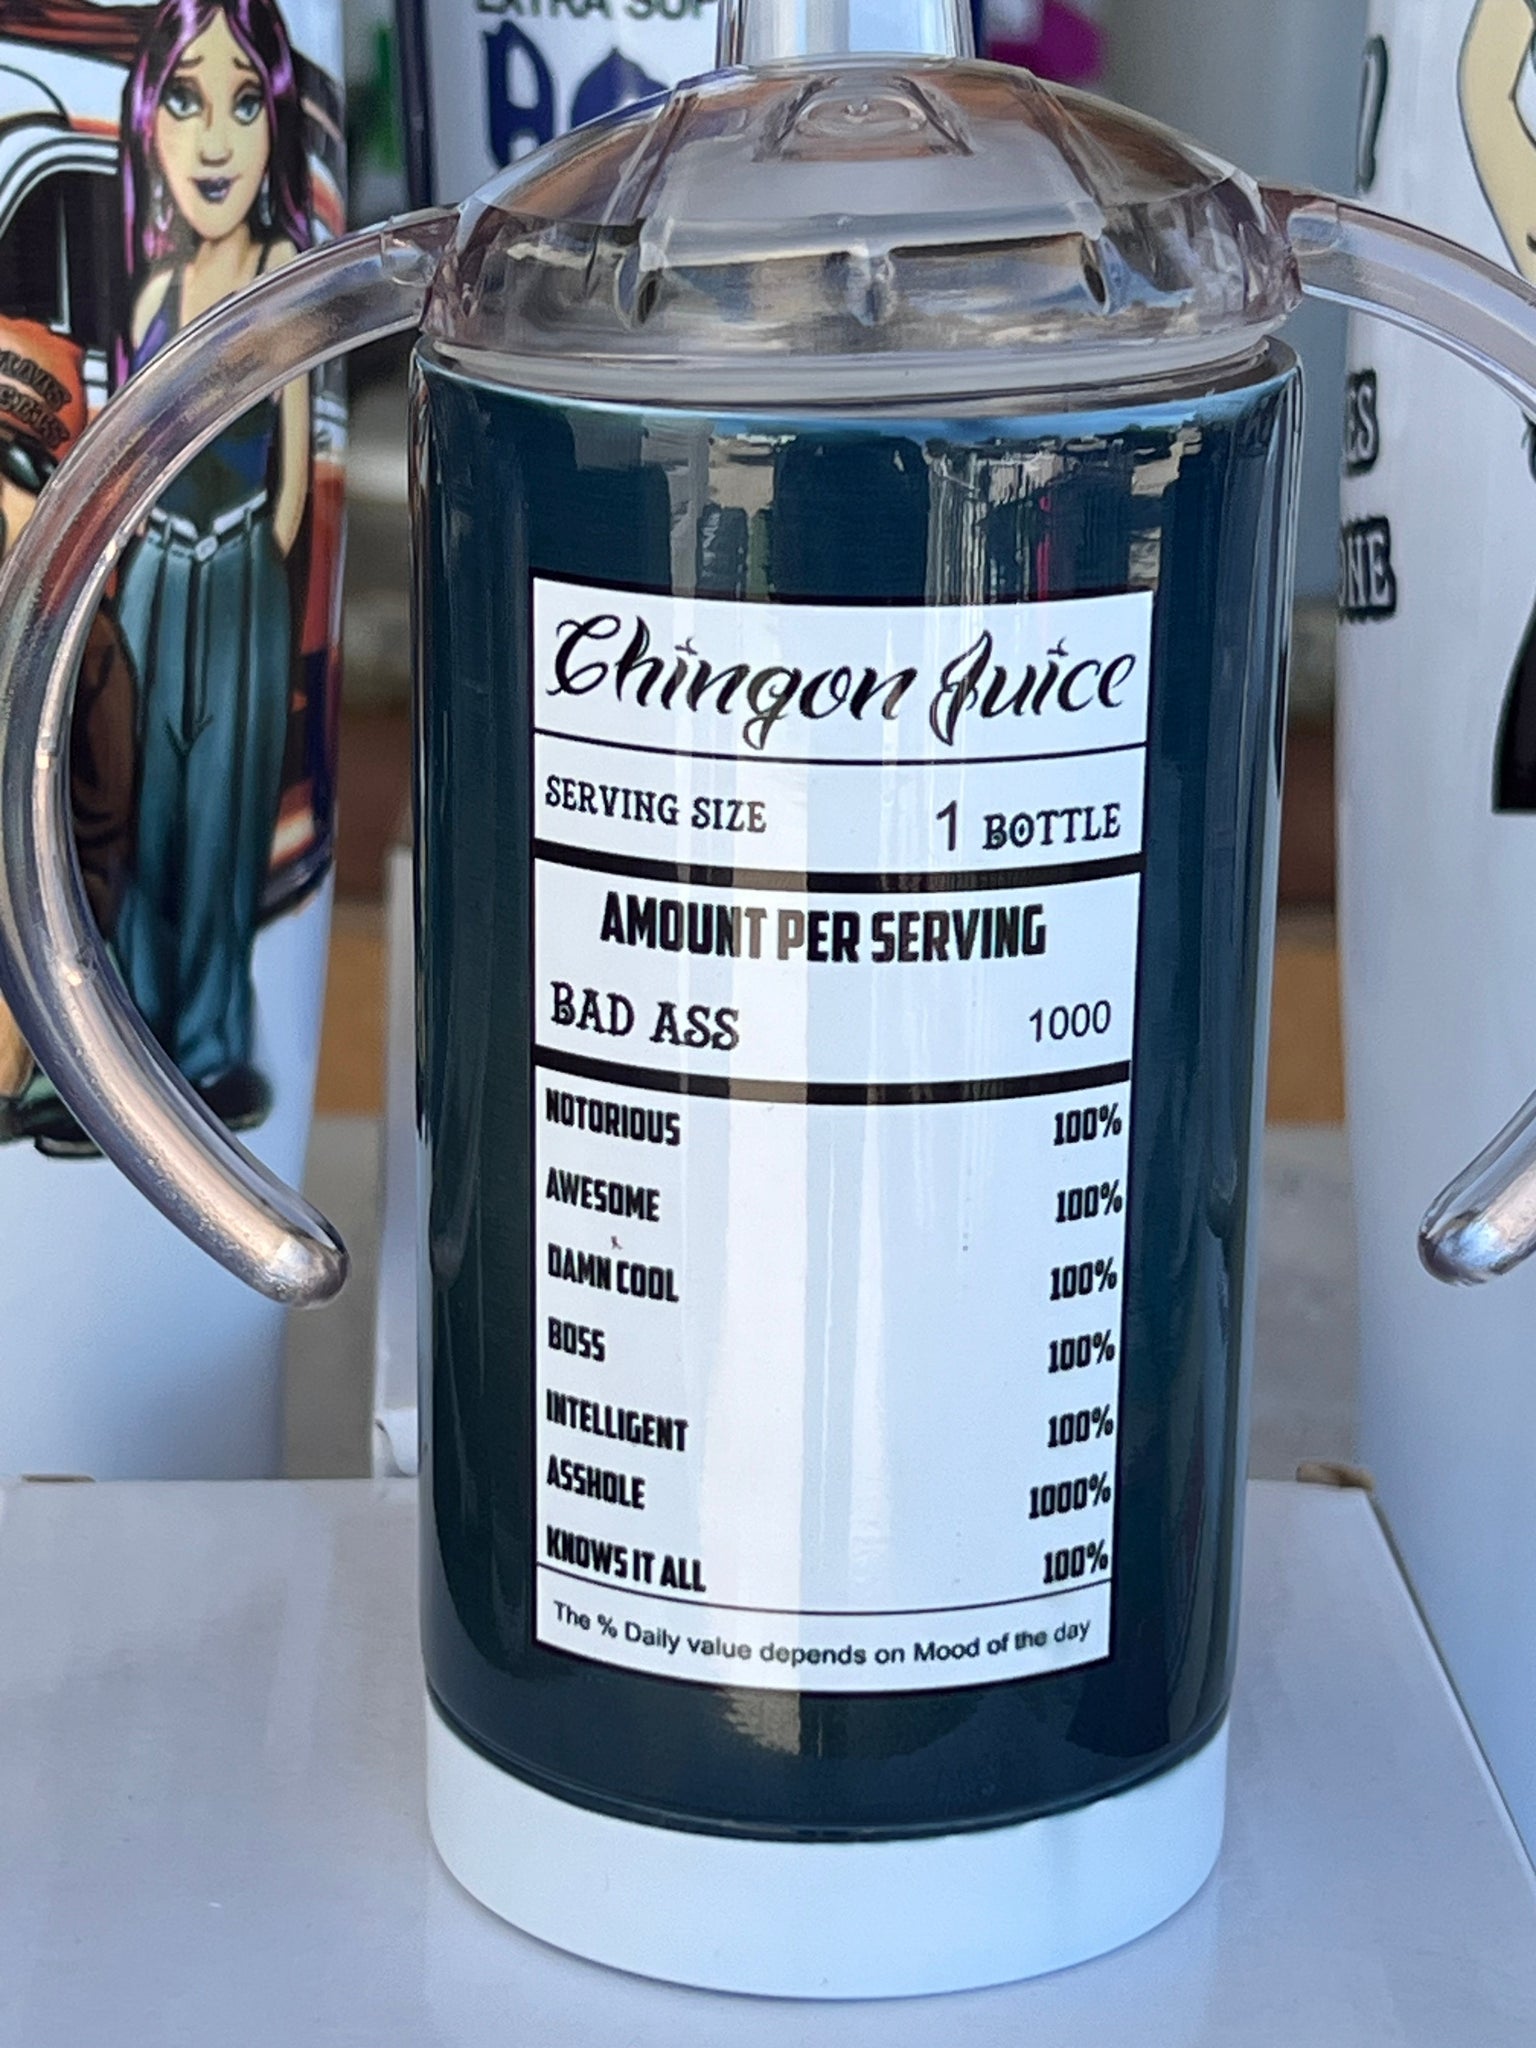 EXTRA SUP
Chingon Juice
SERVING SIZE 1 BOTTLE
AMOUNT PER SERVING
BAD ASS 1000
NOTORIOUS 100%
AWESOME 100%
DAMN COOL 100%
BOSS 100%
INTELLIGENT 100%
ASSHOLE 1000%
KNOWS IT ALL 100%
The % Daily value depends on Mood of the day